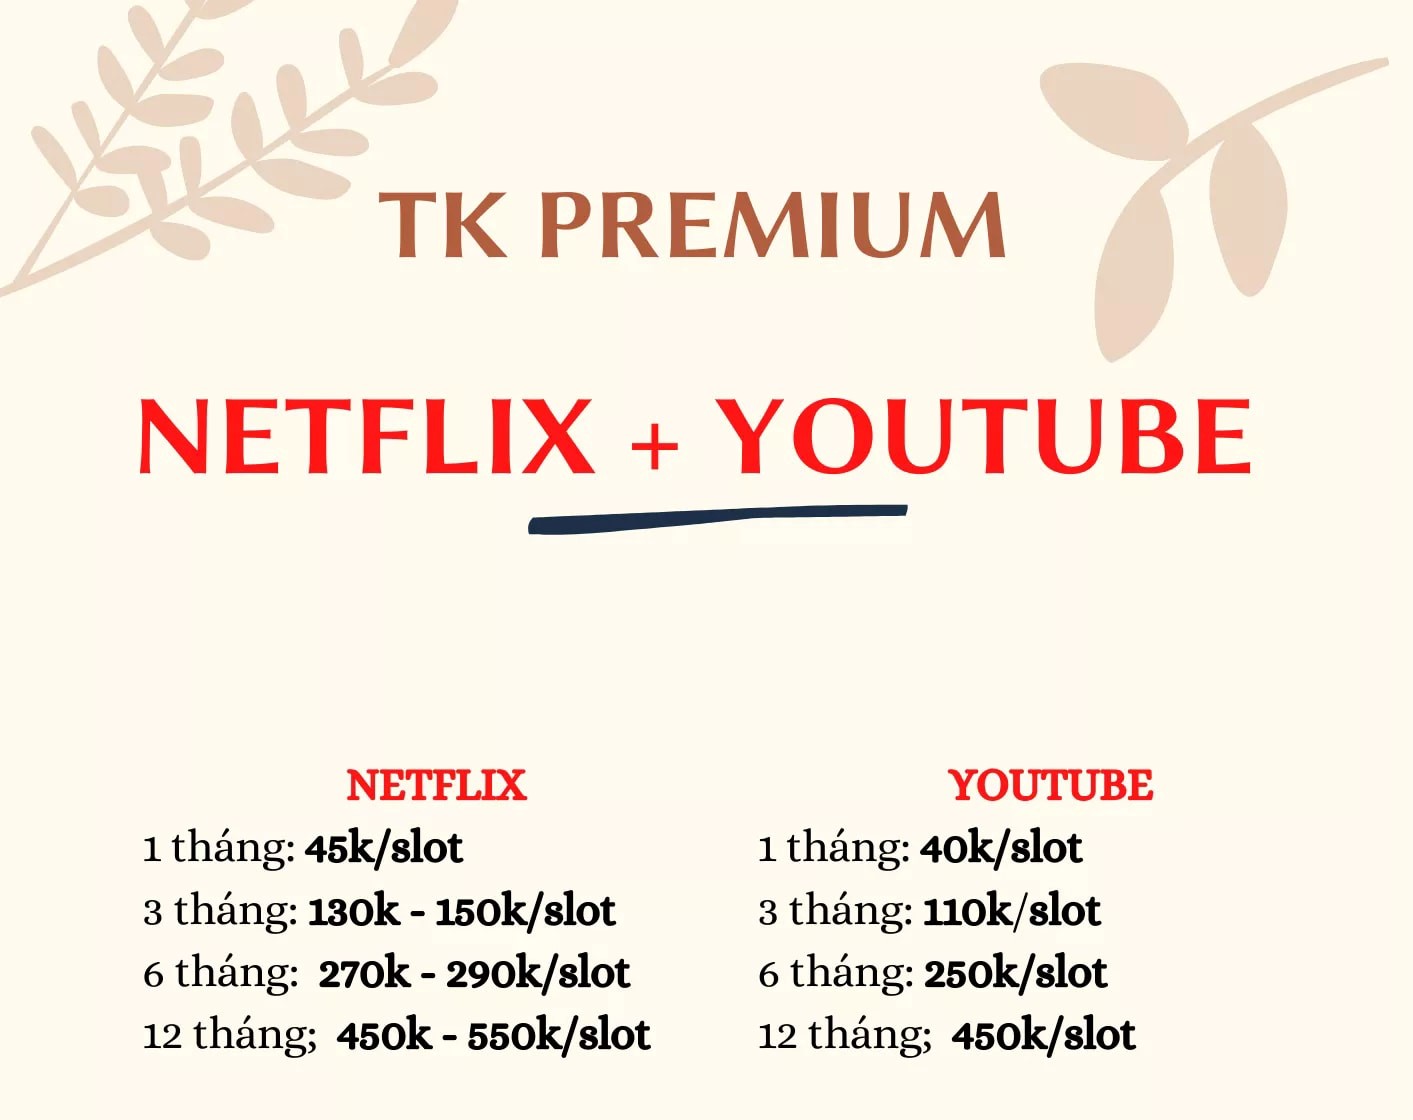 TK PREMIUM
NETFLIX + YOUTUBE
NETFLIX
1 tháng: 45k/slot
3 tháng: 130k - 150k/slot
6 tháng: 270k - 290k/slot
12 tháng; 450k - 550k/slot
YOUTUBE
1 tháng: 40k/slot
3 tháng: 110k/slot
6 tháng: 250k/slot
12 tháng; 450k/slot